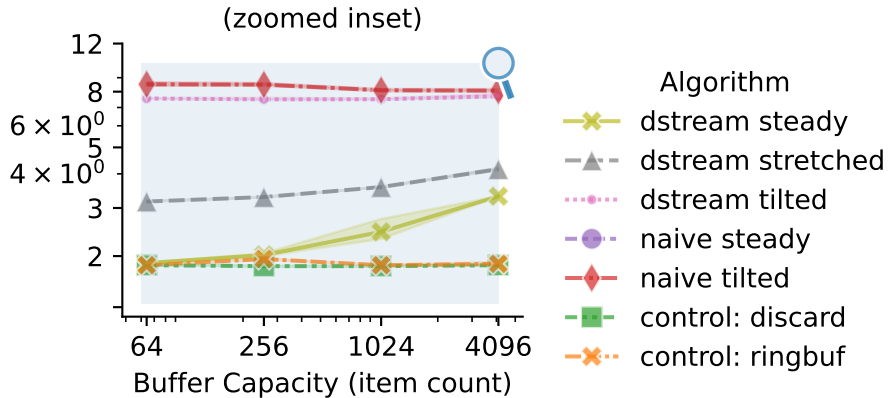 (zoomed inset)
12
8
6 × 10⁰
5
4 × 10⁰
3
2
64 256 1024 4096
Buffer Capacity (item count)
Algorithm
dstream steady
dstream stretched
dstream tilted
naive steady
naive tilted
control: discard
control: ringbuf